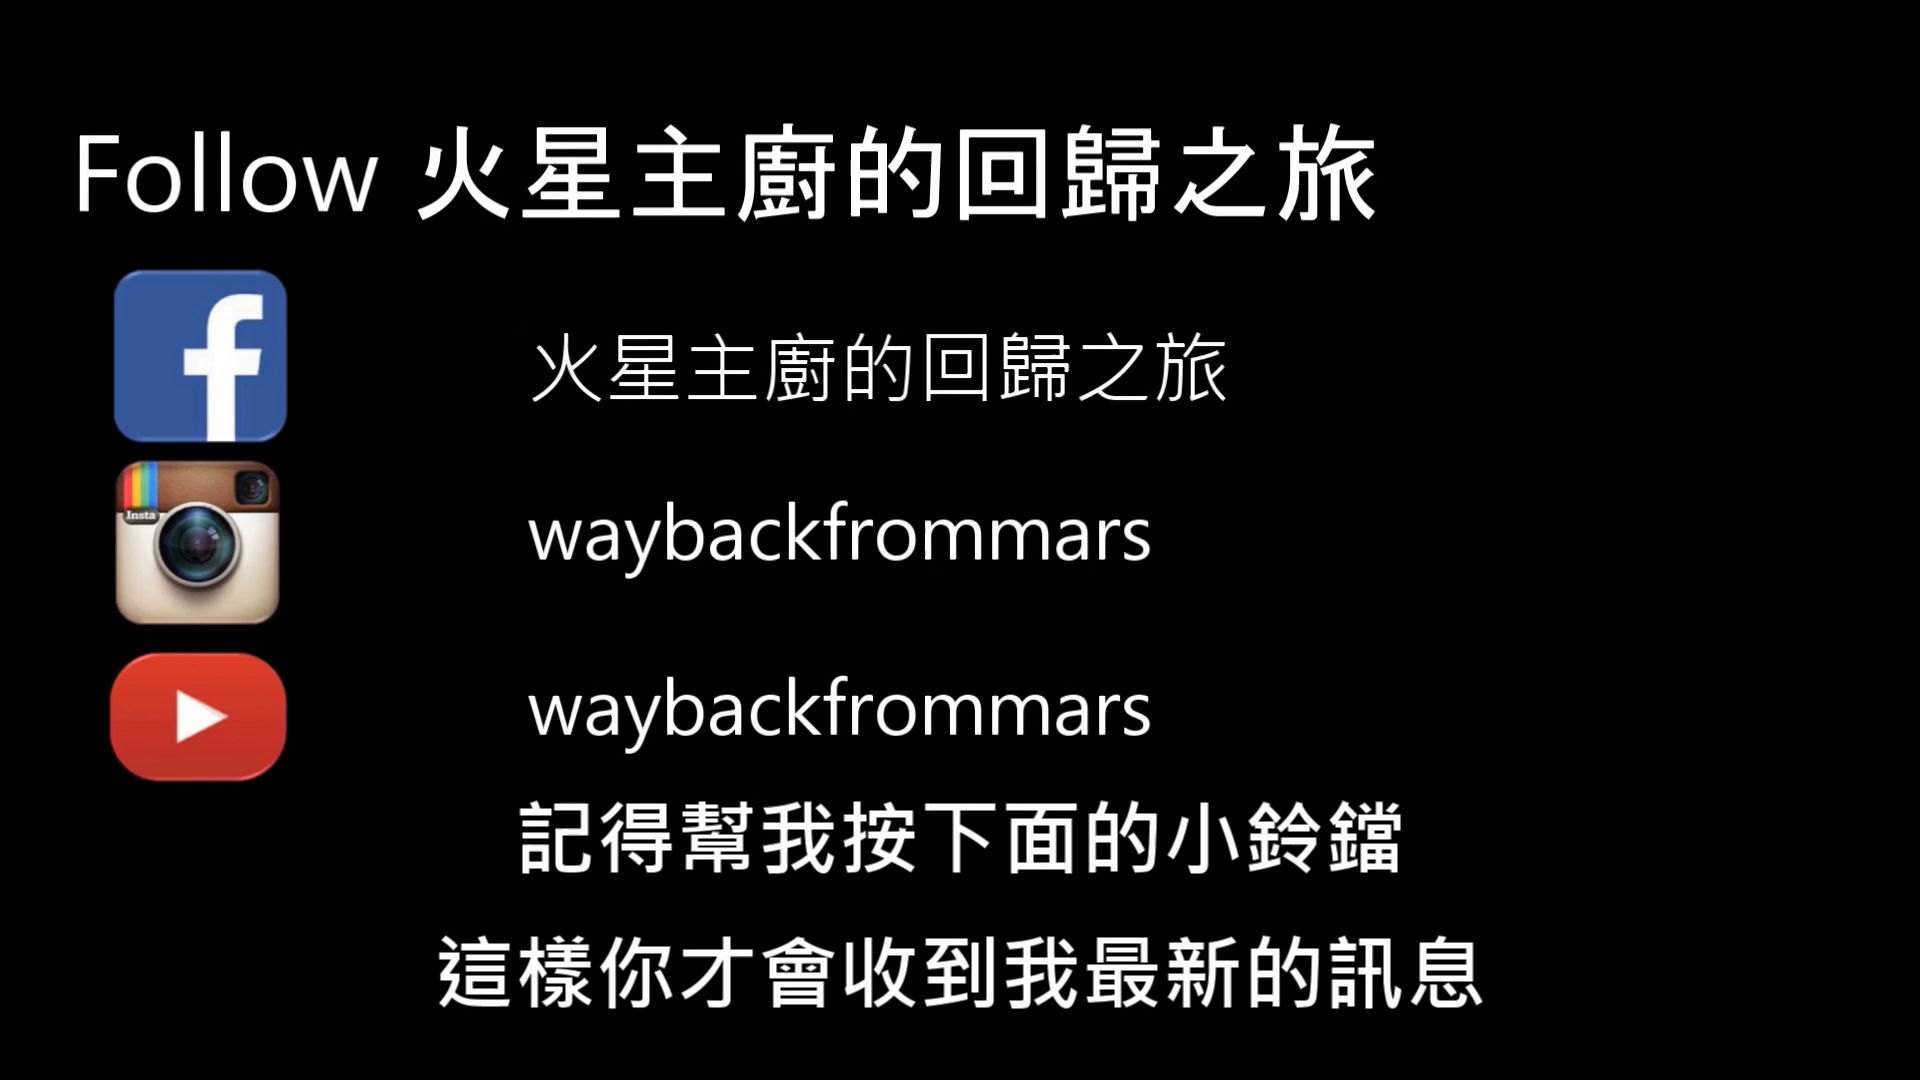 Follow 火星主廚的回歸之旅
火星主廚的回歸之旅
Insta
waybackfrommars
waybackfrommars
記得幫我按下面的小鈴鐺
這樣你才會收到我最新的訊息